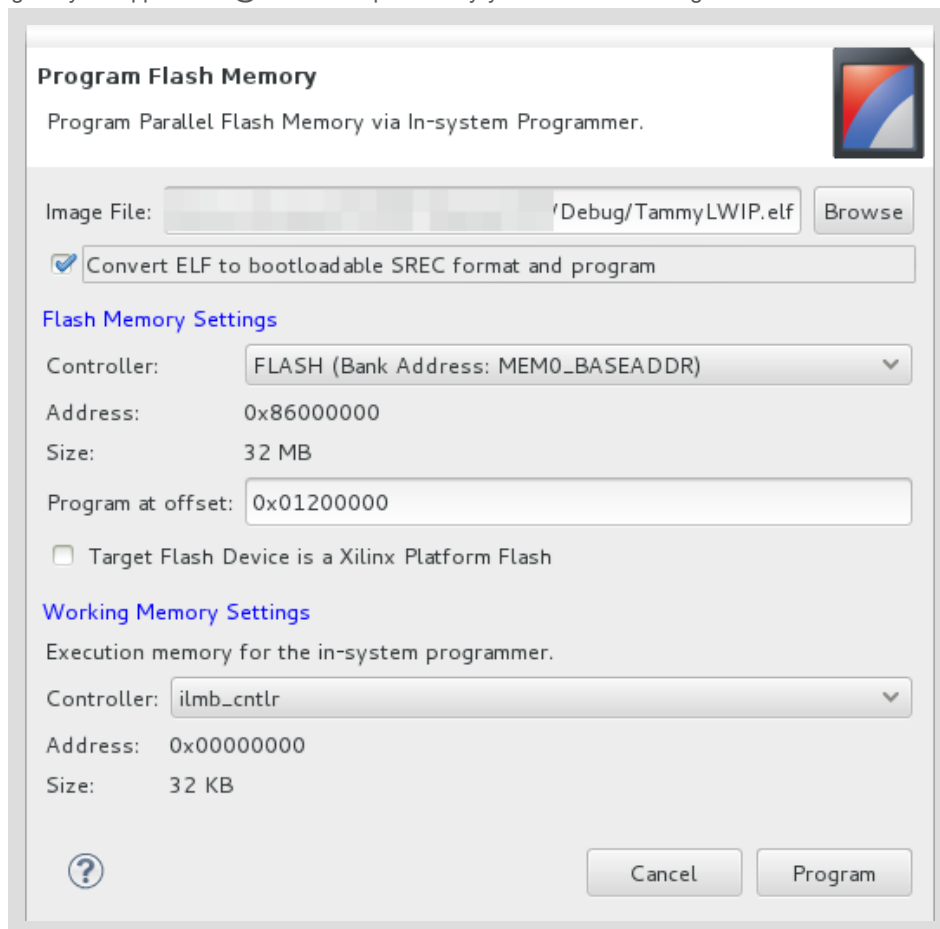 Program Flash Memory
Program Parallel Flash Memory via In-system Programmer.
Image File: /Debug/TammyLWIP.elf Browse
Convert ELF to bootloadable SREC format and program
Flash Memory Settings
Controller: FLASH (Bank Address: MEM0_BASEADDR)
Address: 0x86000000
Size: 32 MB
Program at offset: 0x01200000
Target Flash Device is a Xilinx Platform Flash
Working Memory Settings
Execution memory for the in-system programmer.
Controller: ilmb_cntlr
Address: 0x00000000
Size: 32 KB
? Cancel Program